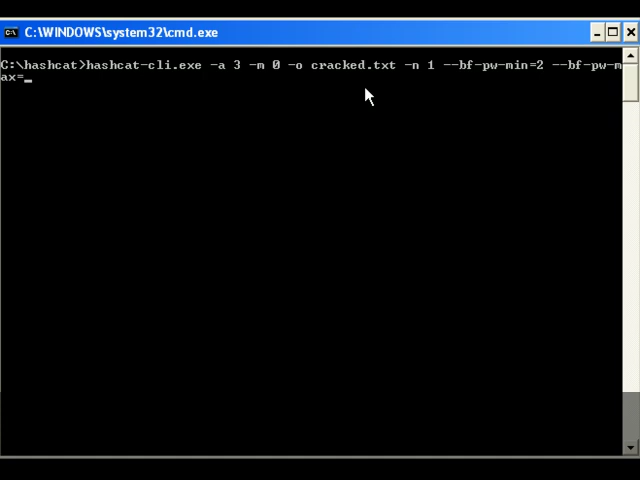 C:\WINDOWS\system32\cmd.exe
C:\hashcat>hashcat-cli.exe -a 3 -m 0 -o cracked.txt -n 1 --bf-pw-min=2 --bf-pw-m
ax=_